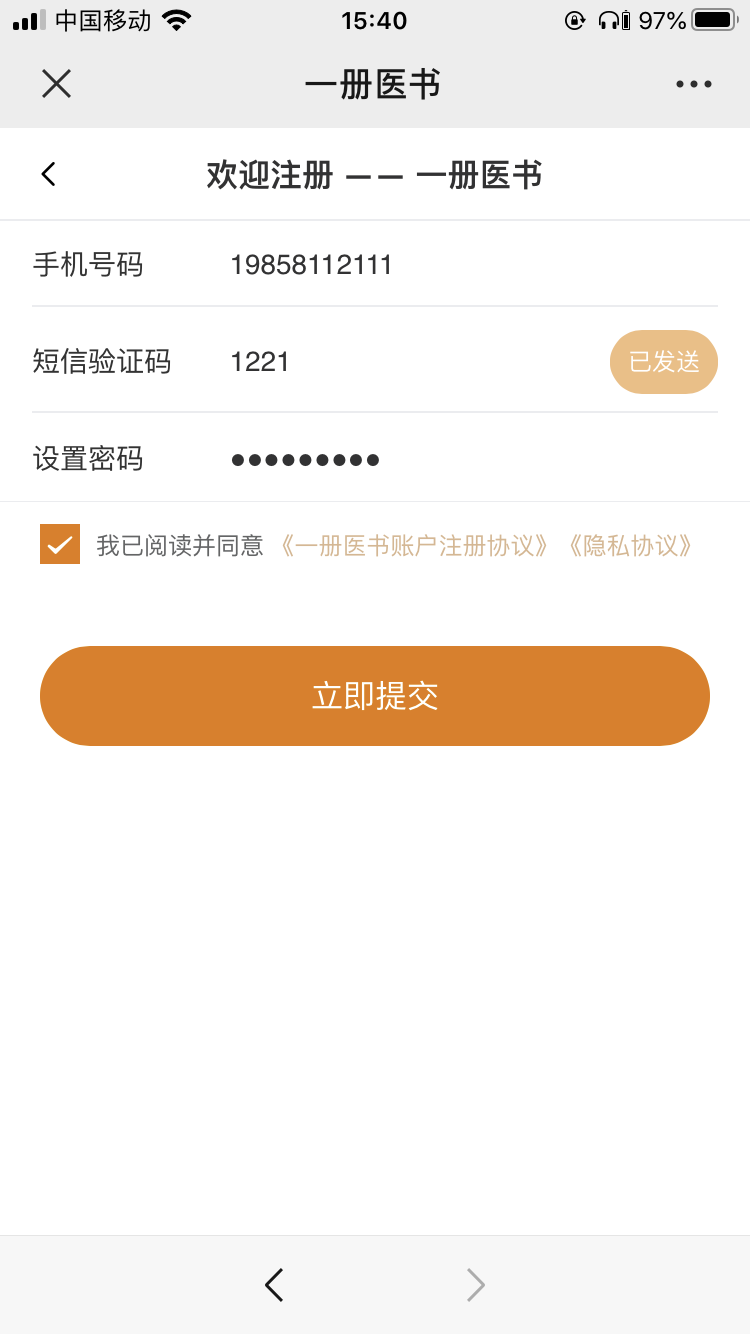 中国移动 15:40 97%
一册医书
欢迎注册 —— 一册医书
手机号码 19858112111
短信验证码 1221 已发送
设置密码 ●●●●●●●●●
我已阅读并同意 《一册医书账户注册协议》《隐私协议》
立即提交